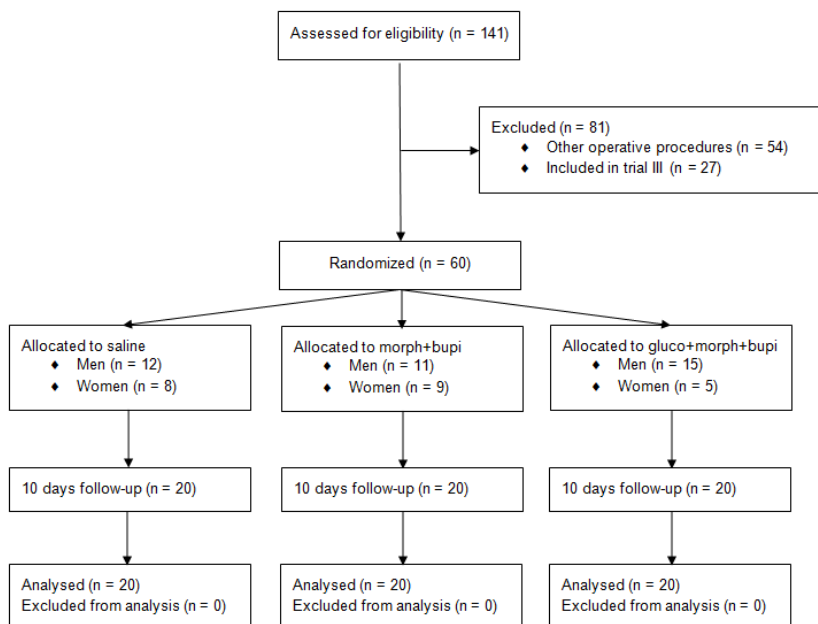 Assessed for eligibility (n = 141)
Excluded (n = 81)
♦ Other operative procedures (n = 54)
♦ Included in trial III (n = 27)
Randomized (n = 60)
Allocated to saline
♦ Men (n = 12)
♦ Women (n = 8)
Allocated to morph+bupi
♦ Men (n = 11)
♦ Women (n = 9)
Allocated to gluco+morph+bupi
♦ Men (n = 15)
♦ Women (n = 5)
10 days follow-up (n = 20)
10 days follow-up (n = 20)
10 days follow-up (n = 20)
Analysed (n = 20)
Excluded from analysis (n = 0)
Analysed (n = 20)
Excluded from analysis (n = 0)
Analysed (n = 20)
Excluded from analysis (n = 0)